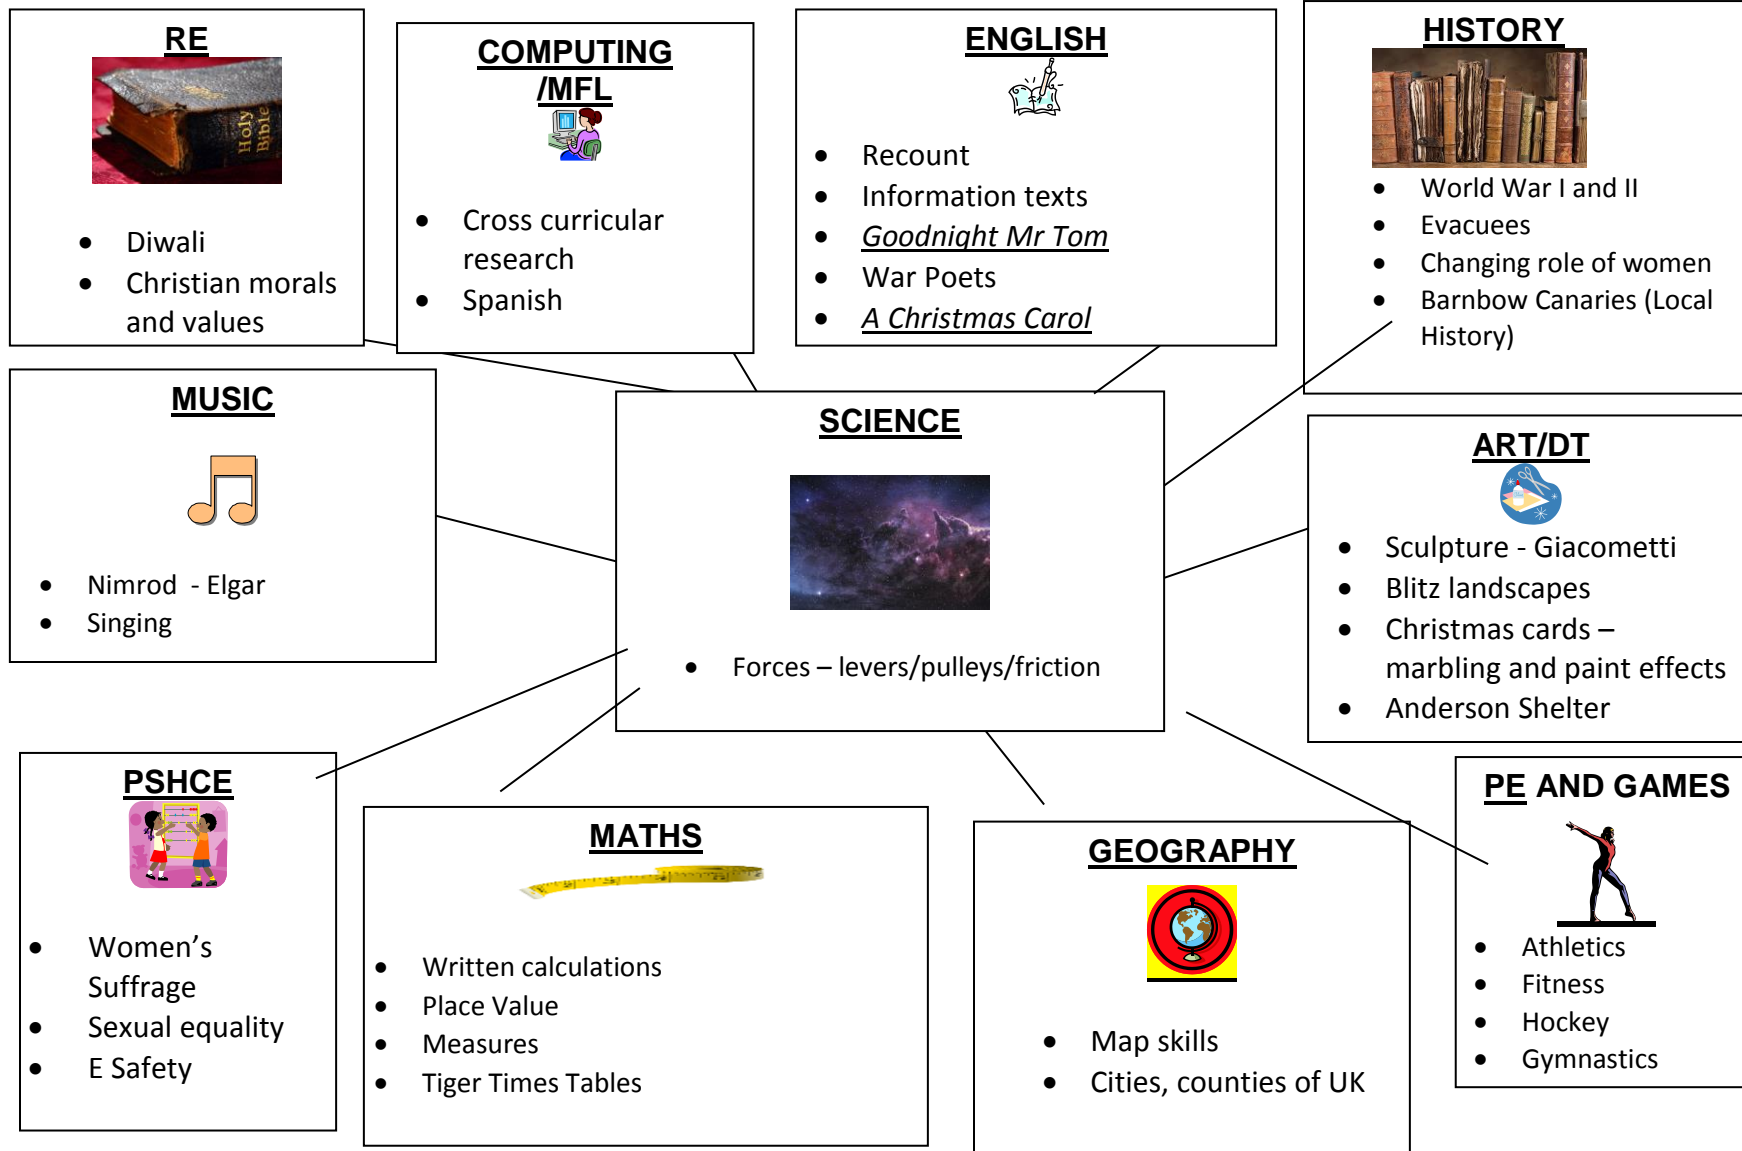 RE
Holy
Bible
• Diwali
• Christian morals
and values
COMPUTING
/MFL
• Cross curricular
research
• Spanish
ENGLISH
• Recount
• Information texts
• Goodnight Mr Tom
• War Poets
• A Christmas Carol
HISTORY
• World War I and II
• Evacuees
• Changing role of women
• Barnbow Canaries (Local
History)
MUSIC
• Nimrod - Elgar
• Singing
SCIENCE
• Forces – levers/pulleys/friction
ART/DT
• Sculpture - Giacometti
• Blitz landscapes
• Christmas cards –
marbling and paint effects
• Anderson Shelter
PSHCE
• Women’s
Suffrage
• Sexual equality
• E Safety
MATHS
• Written calculations
• Place Value
• Measures
• Tiger Times Tables
GEOGRAPHY
• Map skills
• Cities, counties of UK
PE AND GAMES
• Athletics
• Fitness
• Hockey
• Gymnastics